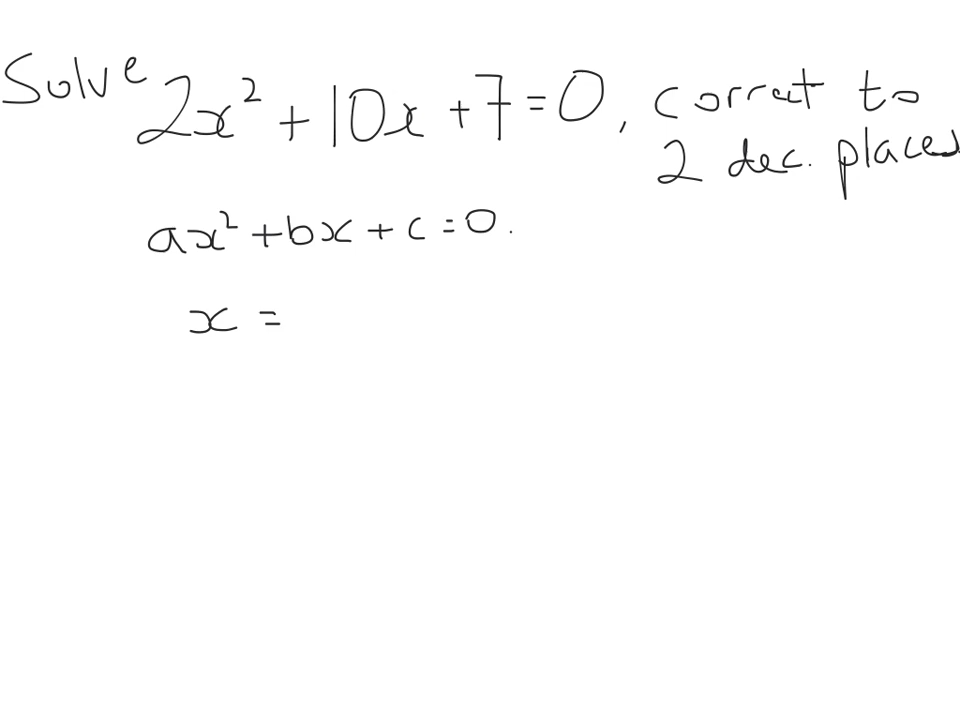 Solve 2x² + 10x + 7 = 0, correct to
2 dec. places
ax² + bx + c = 0.
x =